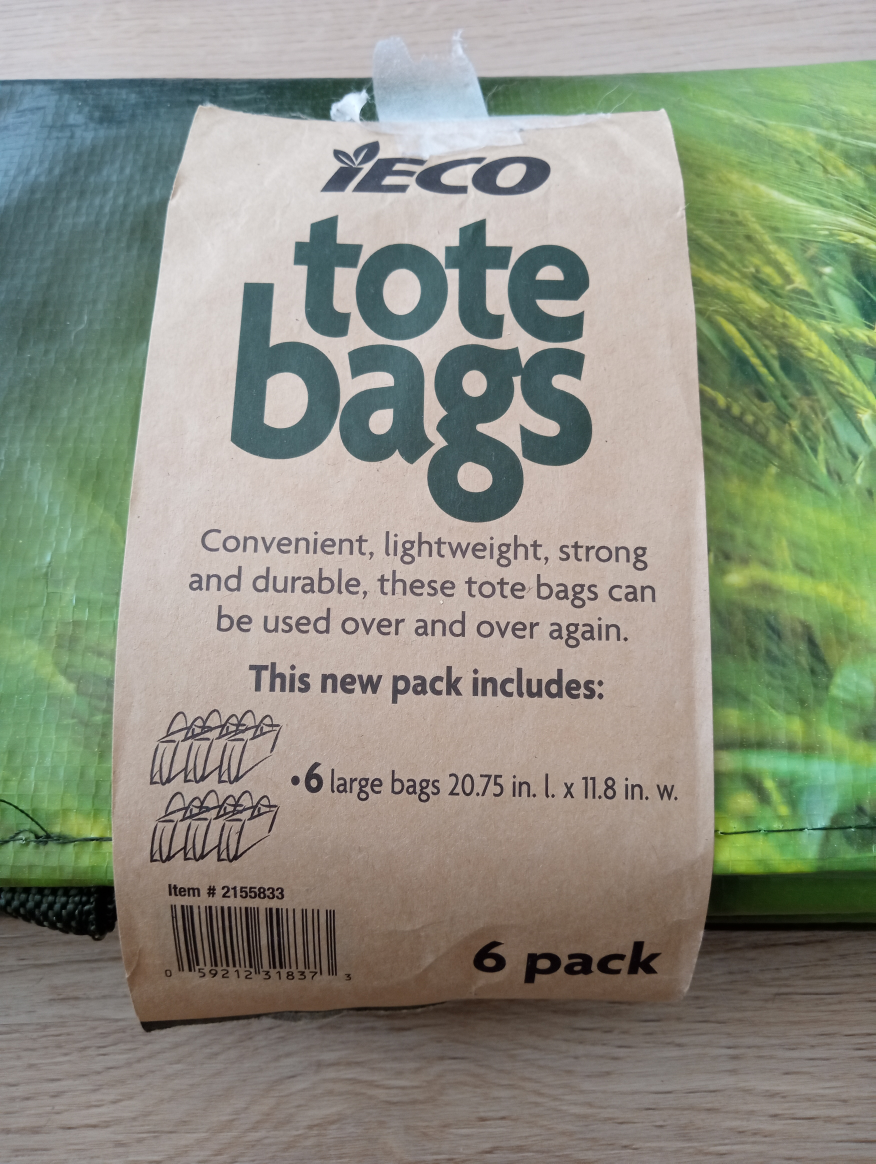 iECO
tote
bags
Convenient, lightweight, strong
and durable, these tote bags can
be used over and over again.
This new pack includes:
•6 large bags 20.75 in. l. x 11.8 in. w.
Item # 2155833
0 59212 31837 3
6 pack